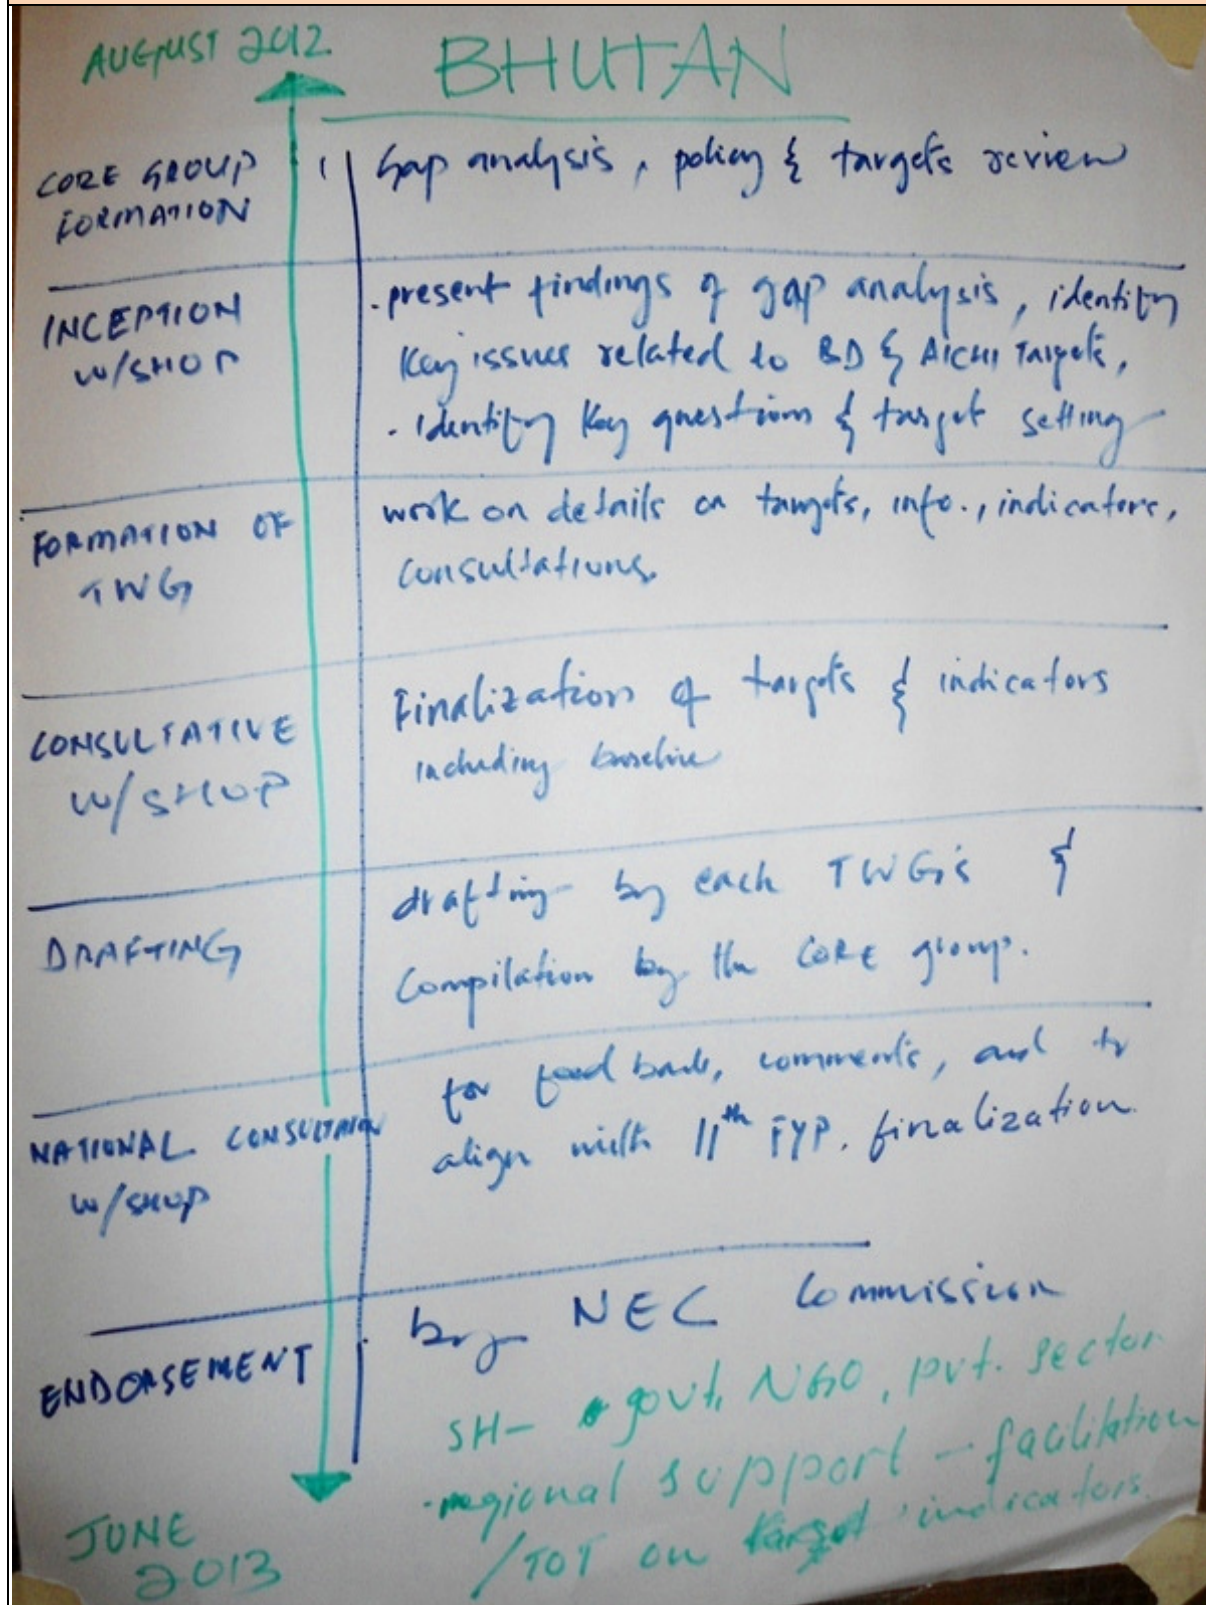 AUGUST 2012
BHUTAN
CORE GROUP
FORMATION
Gap analysis, policy & targets review
INCEPTION
W/SHOP
. present findings of gap analysis, identify
Key issues related to BD & AICHI Targets,
. Identify Key questions & target setting
FORMATION OF
TWG
work on details on targets, info., indicators,
consultations.
CONSULTATIVE
W/SHOP
Finalization of targets & indicators
including baseline
DRAFTING
drafting by each TWG's &
Compilation by the CORE group.
NATIONAL CONSULTATION
W/SHOP
for feed back, comments, and to
align with 11th FYP. finalization.
ENDORSEMENT
by NEC Commission
SH- govt, NGO, pvt. sector
- regional support - facilitation
/TOT on target indicators.
JUNE
2013